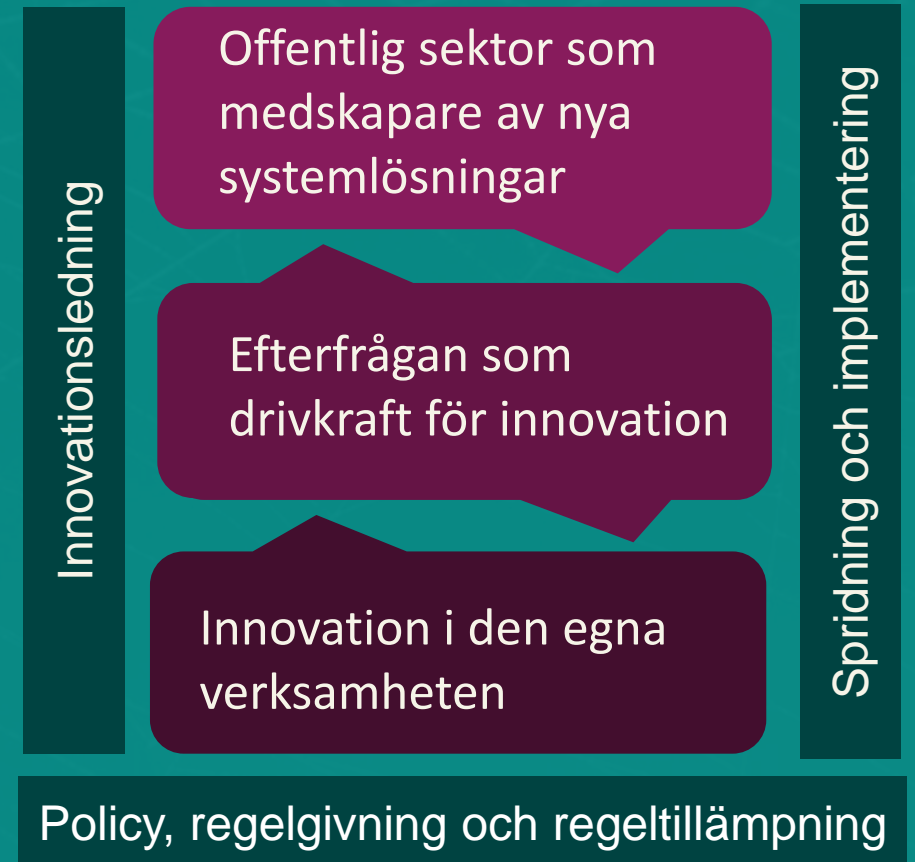 Innovationsledning
Offentlig sektor som
medskapare av nya
systemlösningar
Efterfrågan som
drivkraft för innovation
Innovation i den egna
verksamheten
Spridning och implementering
Policy, regelgivning och regeltillämpning